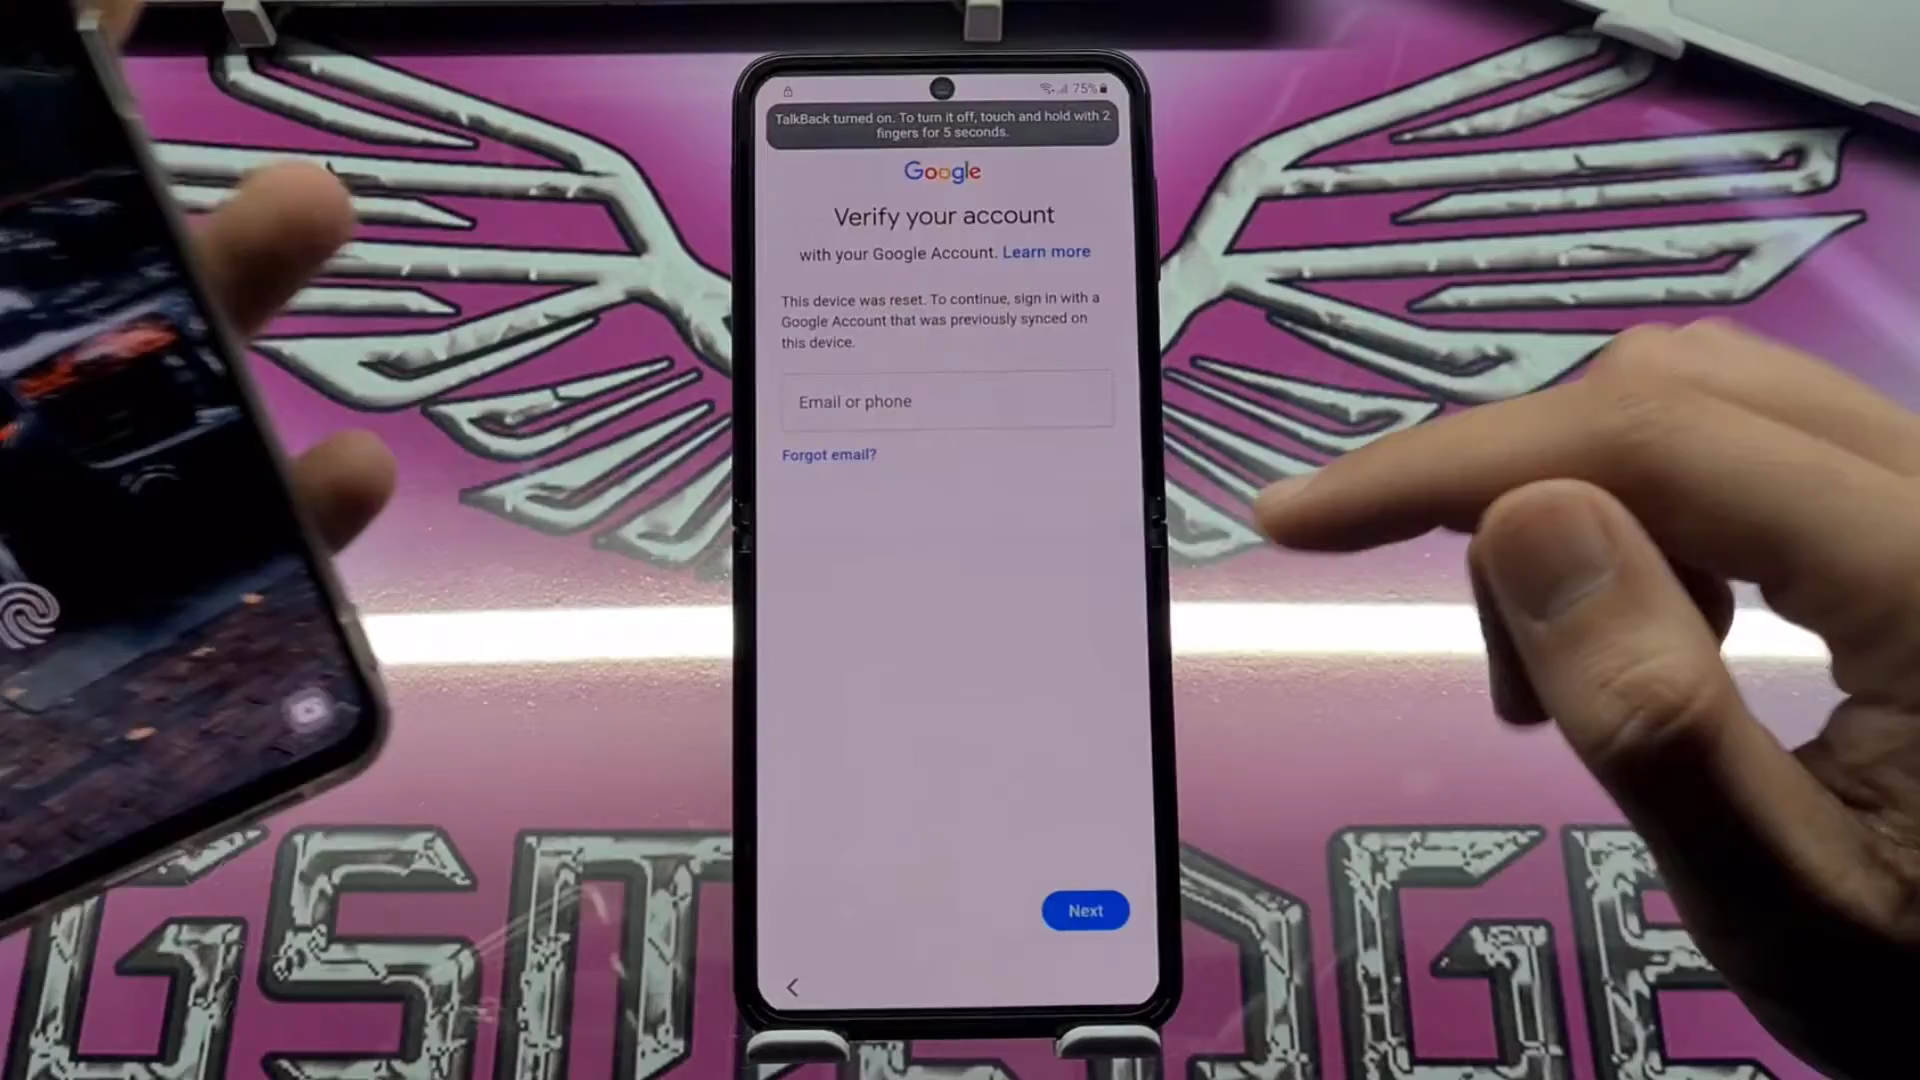 75%
TalkBack turned on. To turn it off, touch and hold with 2
fingers for 5 seconds.
Google
Verify your account
with your Google Account. Learn more
This device was reset. To continue, sign in with a
Google Account that was previously synced on
this device.
Email or phone
Forgot email?
Next